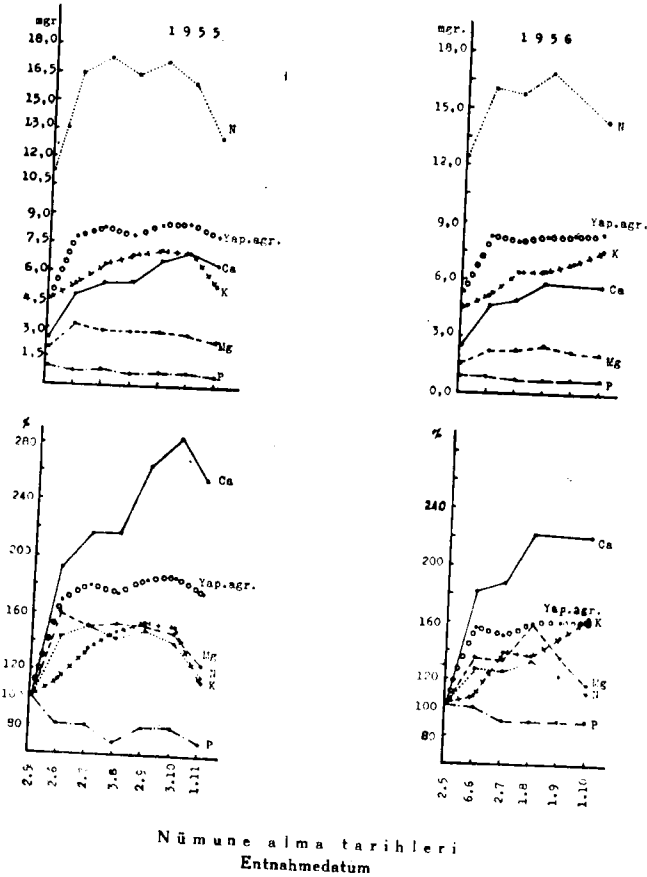 mgr
1955
18,0
16,5
15,0
13,0
12,0
10,5
9,0
7,5
6,0
4,5
3,0
1,5
N
Yap.agr.
Ca
K
Mg
P
mgr.
1956
18,0
15,0
12,0
9,0
6,0
3,0
0,0
N
Yap.agr.
K
Ca
Mg
P
%
280
240
200
160
120
100
80
Ca
Yap.agr.
Mg
N
K
P
2.5
2.6
2.7
3.8
2.9
3.10
1.11
%
240
200
160
120
100
80
Ca
Yap.agr.
K
Mg
N
P
2.5
6.6
2.7
1.8
1.9
1.10
Nümune alma tarihleri
Entnahmedatum